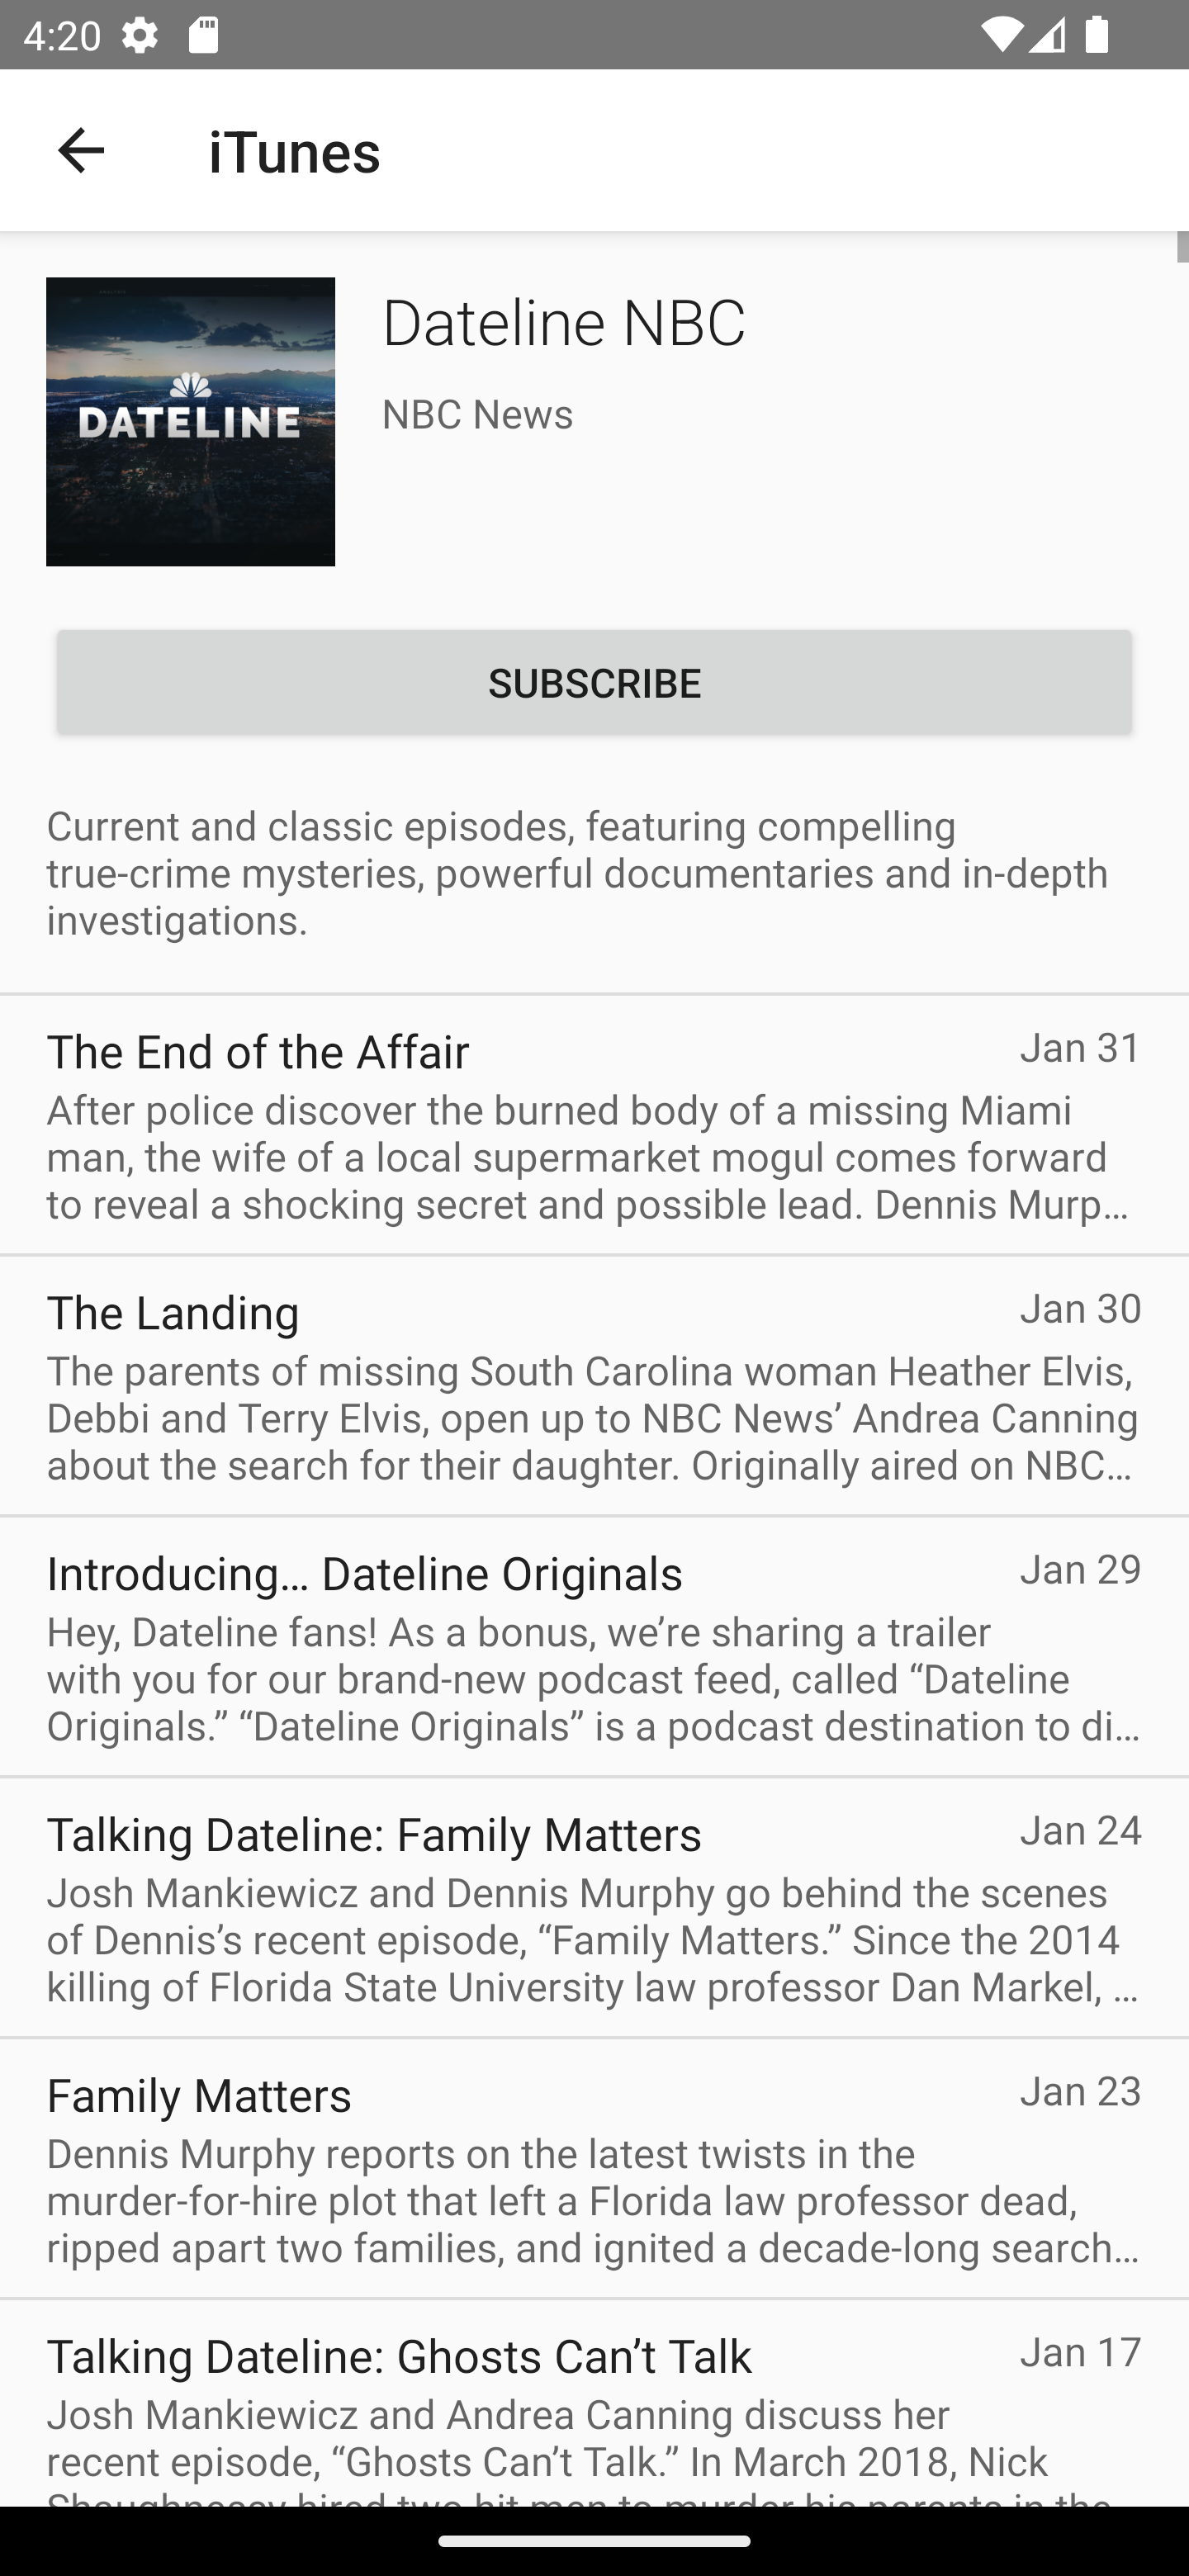 4:20
iTunes
DATELINE
Dateline NBC
NBC News
SUBSCRIBE
Current and classic episodes, featuring compelling
true-crime mysteries, powerful documentaries and in-depth
investigations.
The End of the Affair
Jan 31
After police discover the burned body of a missing Miami
man, the wife of a local supermarket mogul comes forward
to reveal a shocking secret and possible lead. Dennis Murp…
The Landing
Jan 30
The parents of missing South Carolina woman Heather Elvis,
Debbi and Terry Elvis, open up to NBC News’ Andrea Canning
about the search for their daughter. Originally aired on NBC…
Introducing… Dateline Originals
Jan 29
Hey, Dateline fans! As a bonus, we’re sharing a trailer
with you for our brand-new podcast feed, called “Dateline
Originals.” “Dateline Originals” is a podcast destination to di…
Talking Dateline: Family Matters
Jan 24
Josh Mankiewicz and Dennis Murphy go behind the scenes
of Dennis’s recent episode, “Family Matters.” Since the 2014
killing of Florida State University law professor Dan Markel, …
Family Matters
Jan 23
Dennis Murphy reports on the latest twists in the
murder-for-hire plot that left a Florida law professor dead,
ripped apart two families, and ignited a decade-long search…
Talking Dateline: Ghosts Can’t Talk
Jan 17
Josh Mankiewicz and Andrea Canning discuss her
recent episode, “Ghosts Can’t Talk.” In March 2018, Nick
Shaughnessy hired two hit men to murder his parents in the